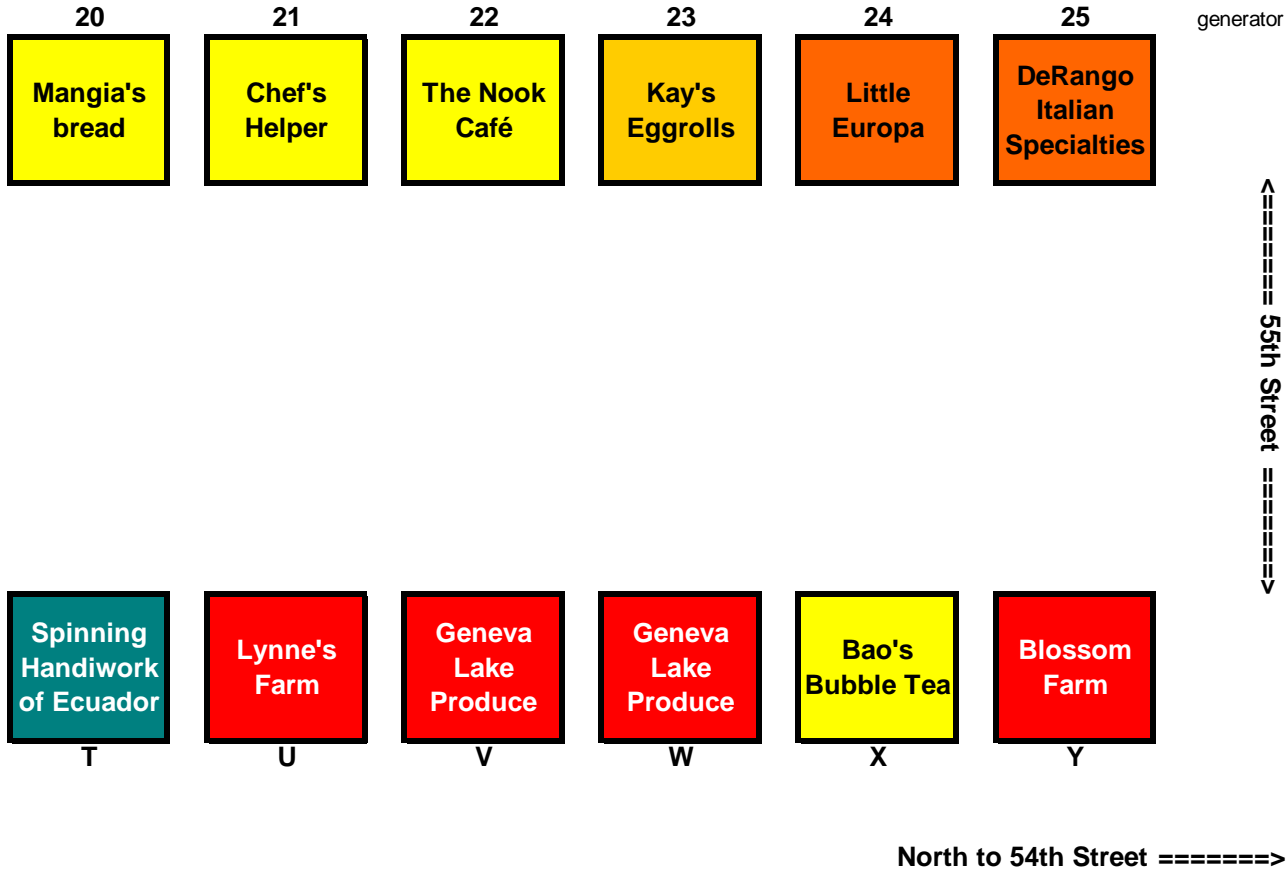 20 21 22 23 24 25 generator
Mangia's
bread
Chef's
Helper
The Nook
Café
Kay's
Eggrolls
Little
Europa
DeRango
Italian
Specialties
<======= 55th Street =======>
Spinning
Handiwork
of Ecuador
Lynne's
Farm
Geneva
Lake
Produce
Geneva
Lake
Produce
Bao's
Bubble Tea
Blossom
Farm
T U V W X Y
North to 54th Street =======>